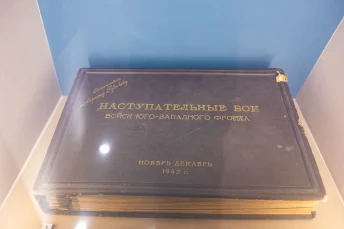 НАСТУПАТЕЛЬНЫЕ БОИ
ВОЙСК ЮГО-ЗАПАДНОГО ФРОНТА
НОЯБРЬ-ДЕКАБРЬ
1942 г.